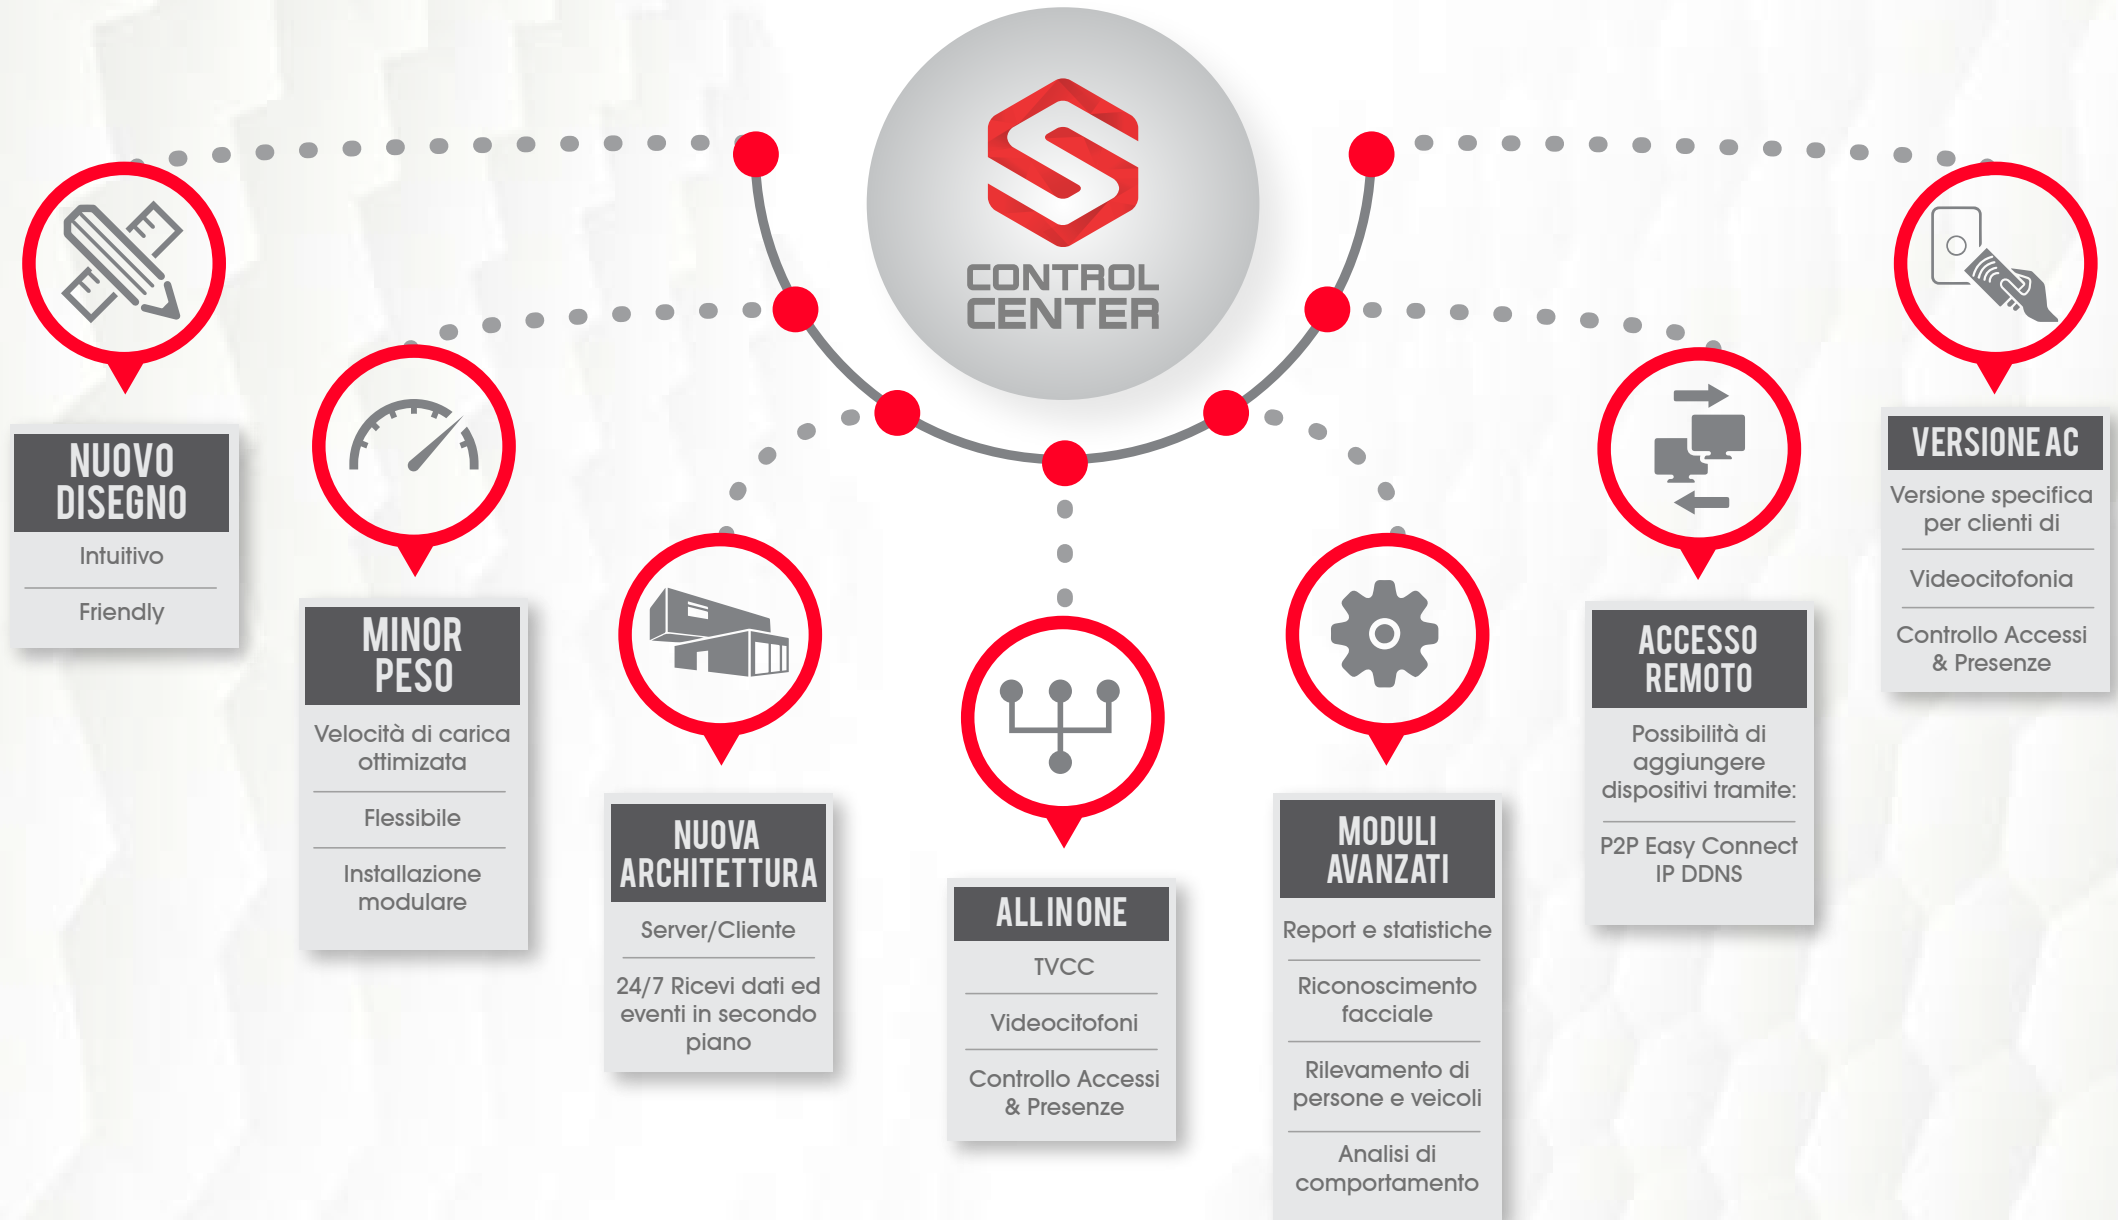 CONTROL
CENTER
NUOVO
DISEGNO
Intuitivo
Friendly
MINOR
PESO
Velocità di carica
ottimizata
Flessibile
Installazione
modulare
NUOVA
ARCHITETTURA
Server/Cliente
24/7 Ricevi dati ed
eventi in secondo
piano
ALL IN ONE
TVCC
Videocitofoni
Controllo Accessi
& Presenze
MODULI
AVANZATI
Report e statistiche
Riconoscimento
facciale
Rilevamento di
persone e veicoli
Analisi di
comportamento
ACCESSO
REMOTO
Possibilità di
aggiungere
dispositivi tramite:
P2P Easy Connect
IP DDNS
VERSIONE AC
Versione specifica
per clienti di
Videocitofonia
Controllo Accessi
& Presenze